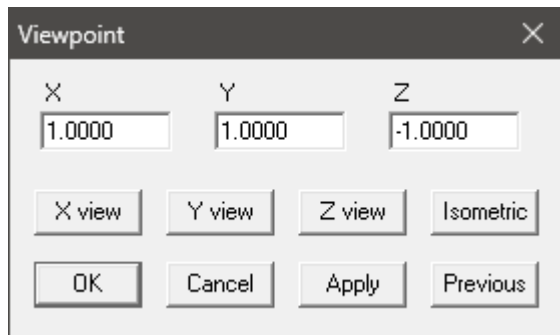 Viewpoint
X Y Z
1.0000 1.0000 -1.0000
X view Y view Z view Isometric
OK Cancel Apply Previous